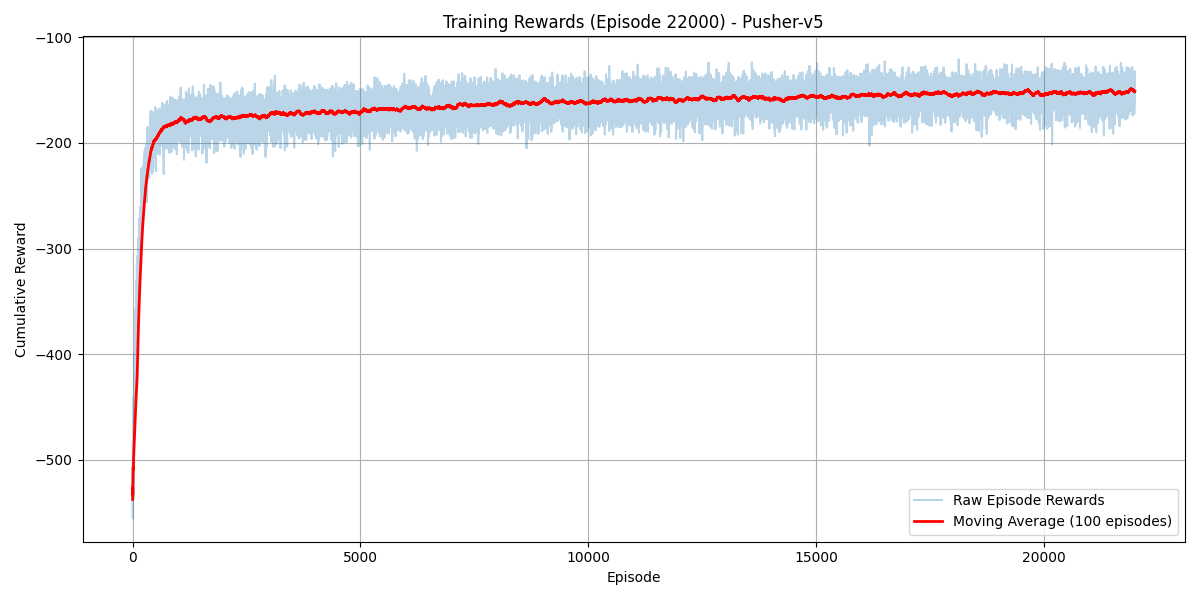 Training Rewards (Episode 22000) - Pusher-v5
Cumulative Reward
−100
−200
−300
−400
−500
0
5000
10000
15000
20000
Episode
Raw Episode Rewards
Moving Average (100 episodes)